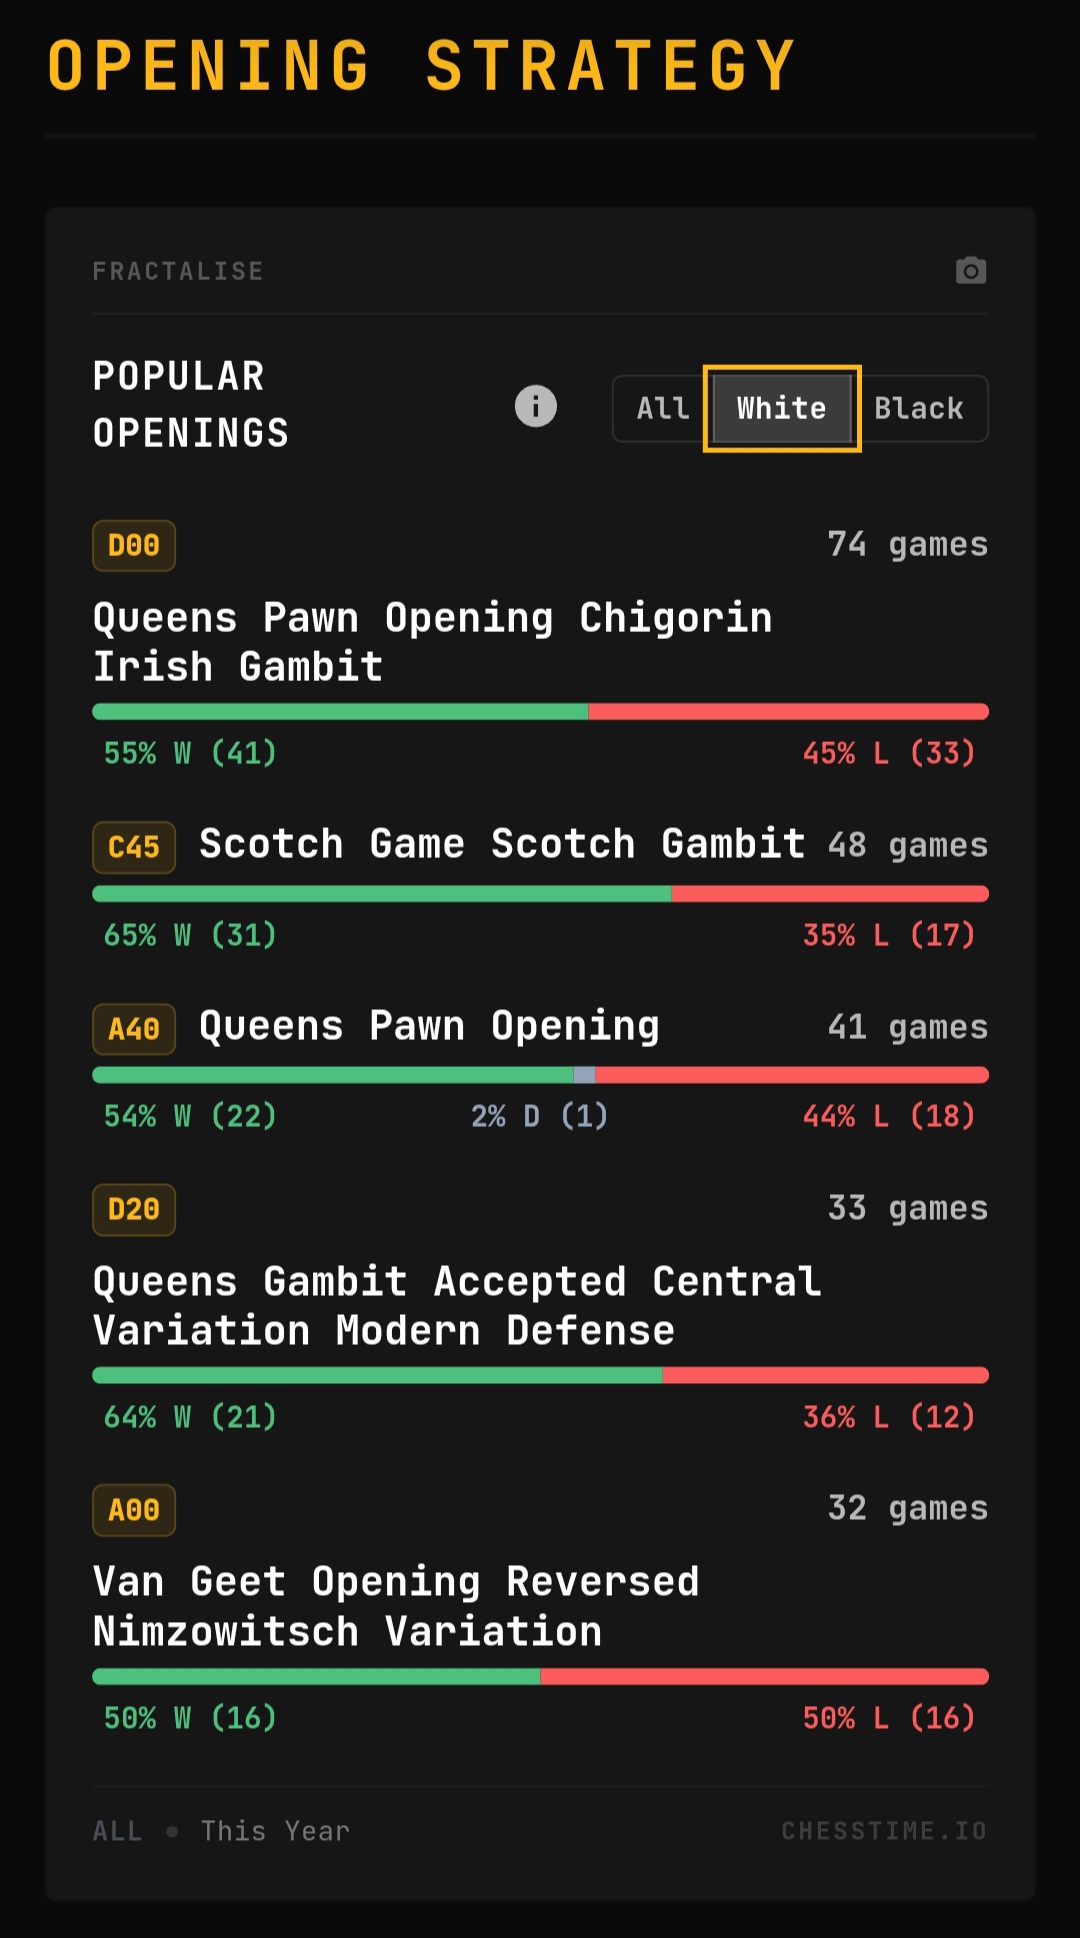 OPENING STRATEGY
FRACTALISE
POPULAR
OPENINGS
i
All White Black
D00 74 games
Queens Pawn Opening Chigorin
Irish Gambit
55% W (41) 45% L (33)
C45 Scotch Game Scotch Gambit 48 games
65% W (31) 35% L (17)
A40 Queens Pawn Opening 41 games
54% W (22) 2% D (1) 44% L (18)
D20 33 games
Queens Gambit Accepted Central
Variation Modern Defense
64% W (21) 36% L (12)
A00 32 games
Van Geet Opening Reversed
Nimzowitsch Variation
50% W (16) 50% L (16)
ALL • This Year CHESSTIME.IO